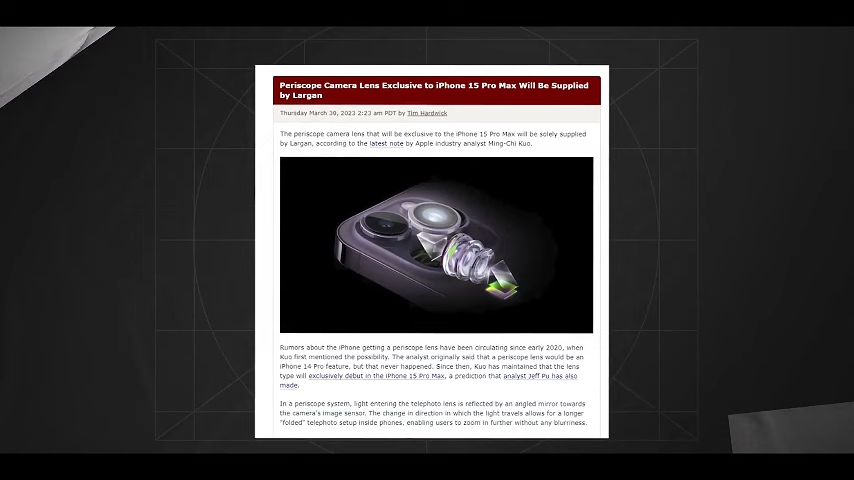 Periscope Camera Lens Exclusive to iPhone 15 Pro Max Will Be Supplied
by Largan
Thursday March 30, 2023 2:23 am PDT by Tim Hardwick
The periscope camera lens that will be exclusive to the iPhone 15 Pro Max will be solely supplied
by Largan, according to the latest note by Apple industry analyst Ming-Chi Kuo.
Rumors about the iPhone getting a periscope lens have been circulating since early 2020, when
Kuo first mentioned the possibility. The analyst originally said that a periscope lens would be an
iPhone 14 Pro feature, but that never happened. Since then, Kuo has maintained that the lens
type will exclusively debut in the iPhone 15 Pro Max, a prediction that analyst Jeff Pu has also
made.
In a periscope system, light entering the telephoto lens is reflected by an angled mirror towards
the camera's image sensor. The change in direction in which the light travels allows for a longer
"folded" telephoto setup inside phones, enabling users to zoom in further without any blurriness.